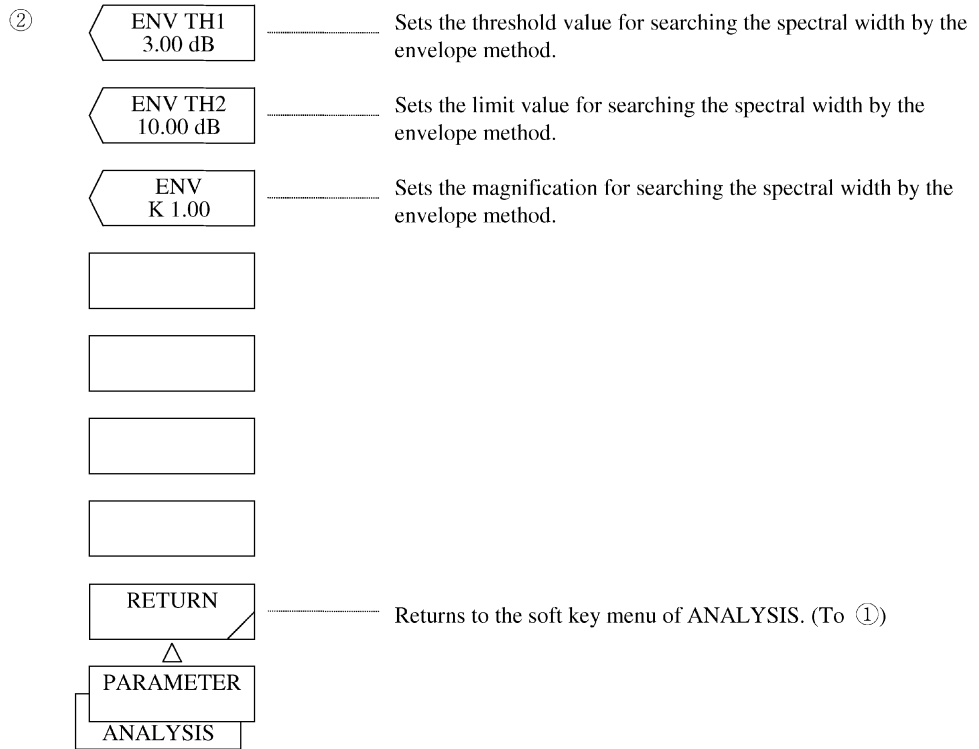 ②
ENV TH1
3.00 dB
Sets the threshold value for searching the spectral width by the
envelope method.
ENV TH2
10.00 dB
Sets the limit value for searching the spectral width by the
envelope method.
ENV
K 1.00
Sets the magnification for searching the spectral width by the
envelope method.
RETURN
Returns to the soft key menu of ANALYSIS. (To ①)
PARAMETER
ANALYSIS